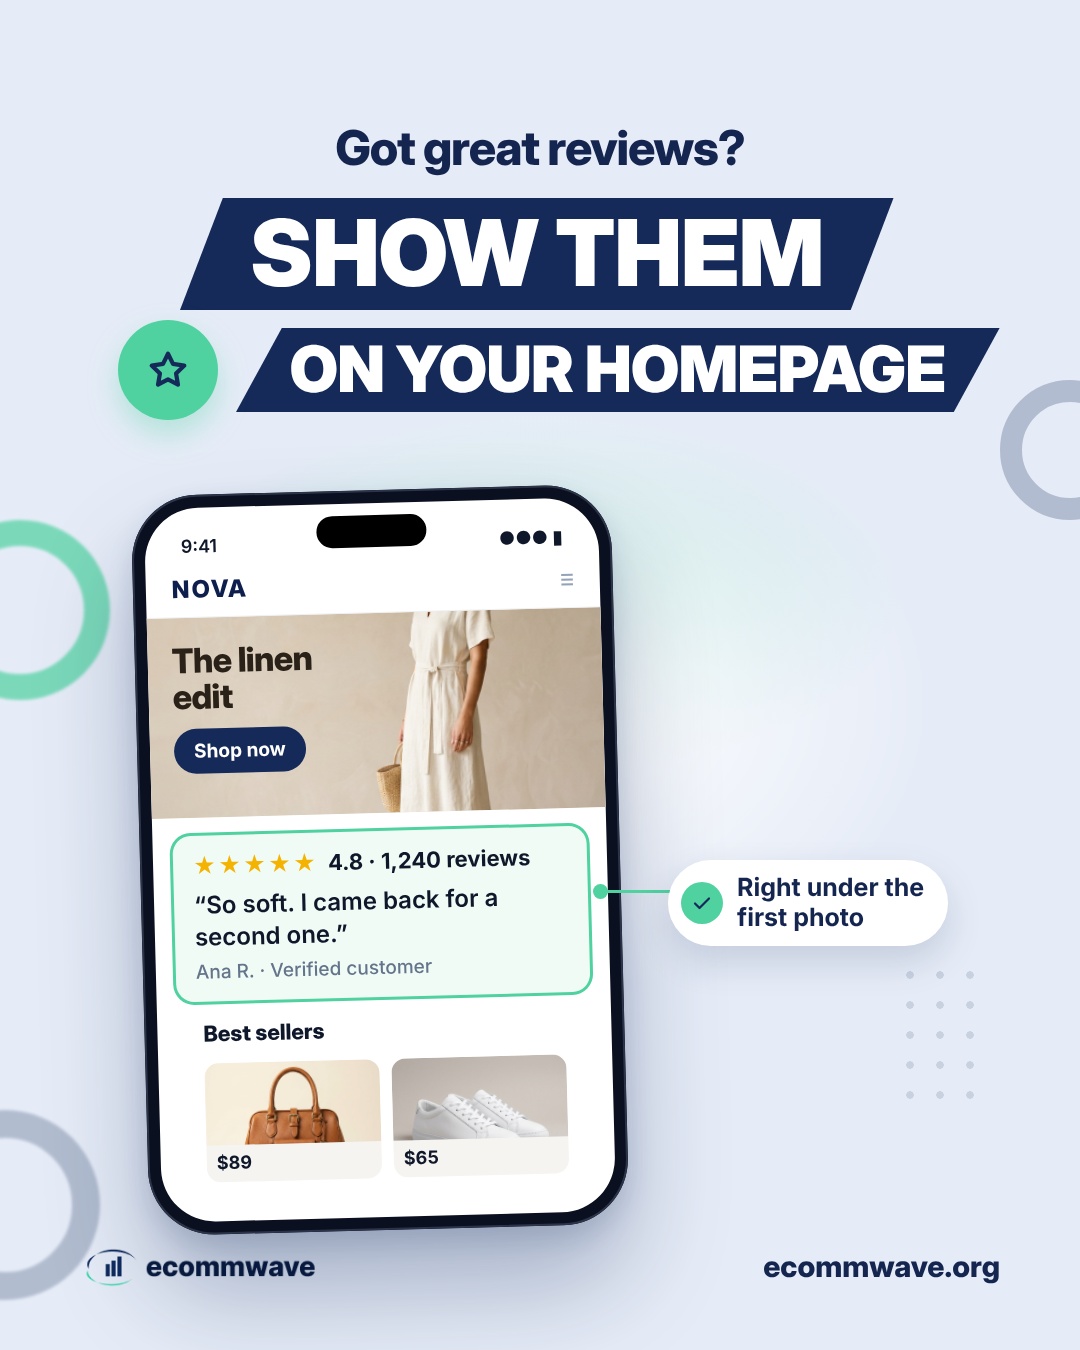 Got great reviews?
SHOW THEM
ON YOUR HOMEPAGE
9:41
NOVA
The linen
edit
Shop now
★★★★★ 4.8 · 1,240 reviews
“So soft. I came back for a
second one.”
Ana R. · Verified customer
Right under the
first photo
Best sellers
$89
$65
ecommwave
ecommwave.org